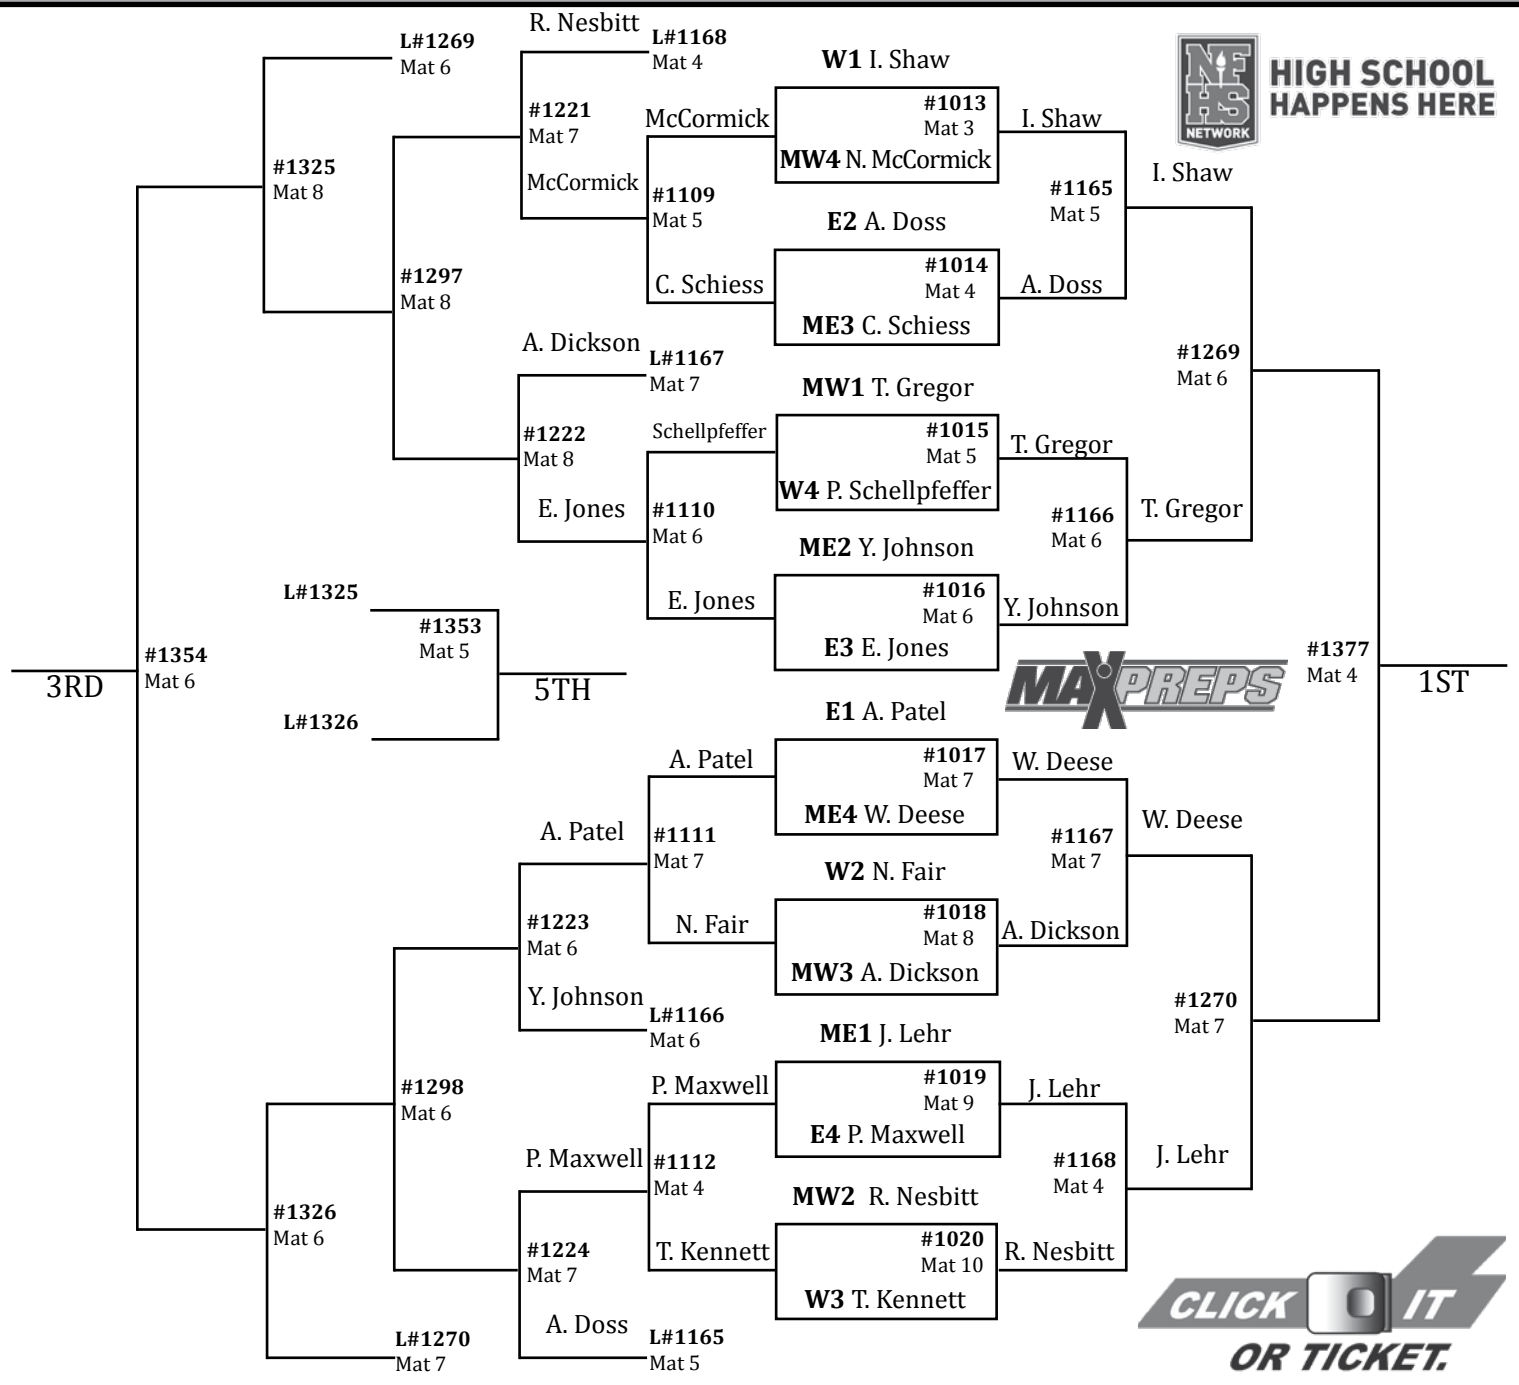 R. Nesbitt
L#1269
Mat 6
L#1168
Mat 4
W1 I. Shaw
NFHS
NETWORK
HIGH SCHOOL
HAPPENS HERE
#1221
Mat 7
McCormick
#1013
Mat 3
I. Shaw
MW4 N. McCormick
#1325
Mat 8
McCormick
#1109
Mat 5
#1165
Mat 5
I. Shaw
E2 A. Doss
#1297
Mat 8
C. Schiess
#1014
Mat 4
A. Doss
ME3 C. Schiess
A. Dickson
L#1167
Mat 7
#1269
Mat 6
MW1 T. Gregor
#1222
Mat 8
Schellpfeffer
#1015
Mat 5
T. Gregor
W4 P. Schellpfeffer
E. Jones
#1110
Mat 6
#1166
Mat 6
T. Gregor
ME2 Y. Johnson
L#1325
E. Jones
#1016
Mat 6
Y. Johnson
#1353
Mat 5
E3 E. Jones
#1354
Mat 6
3RD
5TH
MAXPREPS
#1377
Mat 4
1ST
L#1326
E1 A. Patel
A. Patel
#1017
Mat 7
W. Deese
ME4 W. Deese
A. Patel
#1111
Mat 7
#1167
Mat 7
W. Deese
W2 N. Fair
#1223
Mat 6
N. Fair
#1018
Mat 8
A. Dickson
MW3 A. Dickson
Y. Johnson
L#1166
Mat 6
#1270
Mat 7
ME1 J. Lehr
#1298
Mat 6
P. Maxwell
#1019
Mat 9
J. Lehr
E4 P. Maxwell
P. Maxwell
#1112
Mat 4
#1168
Mat 4
J. Lehr
MW2 R. Nesbitt
#1326
Mat 6
#1224
Mat 7
T. Kennett
#1020
Mat 10
R. Nesbitt
W3 T. Kennett
A. Doss
L#1270
Mat 7
L#1165
Mat 5
CLICK IT
OR TICKET.